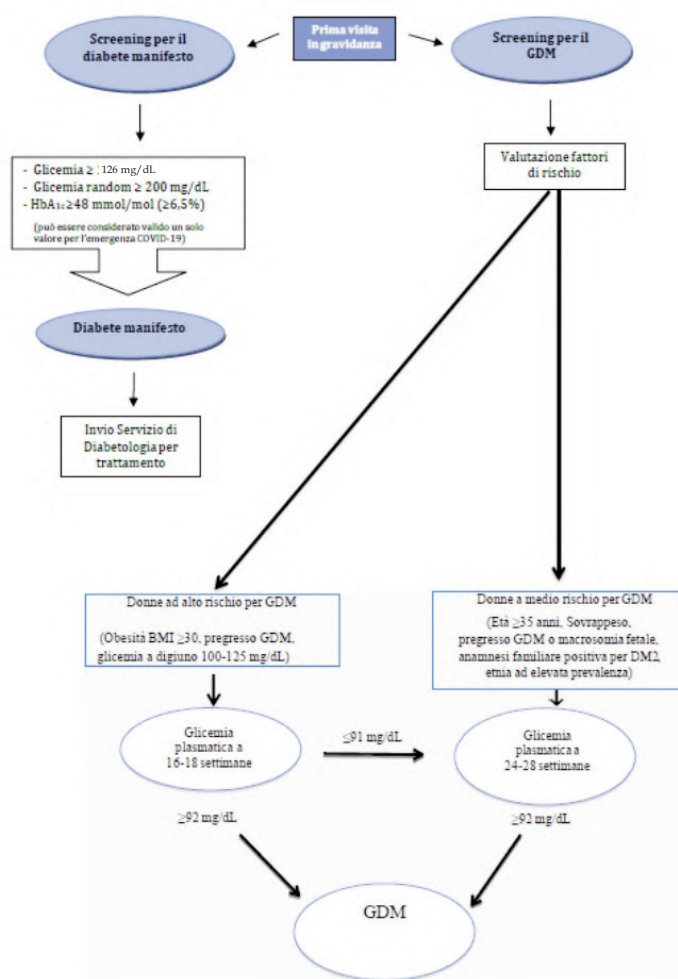 Prima visita
in gravidanza
Screening per il
diabete manifesto
Screening per il
GDM
- Glicemia ≥ 126 mg/dL
- Glicemia random ≥ 200 mg/dL
- HbA1c≥48 mmol/mol (≥6,5%)
(può essere considerato valido un solo
valore per l'emergenza COVID-19)
Valutazione fattori
di rischio
Diabete manifesto
Invio Servizio di
Diabetologia per
trattamento
Donne ad alto rischio per GDM
(Obesità BMI ≥30, pregresso GDM,
glicemia a digiuno 100-125 mg/dL)
Donne a medio rischio per GDM
(Età ≥35 anni, Sovrappeso,
pregresso GDM o macrosomia fetale,
anamnesi familiare positiva per DM2,
etnia ad elevata prevalenza)
Glicemia
plasmatica a
16-18 settimane
≤91 mg/dL
Glicemia
plasmatica a
24-28 settimane
≥92 mg/dL
≥92 mg/dL
GDM